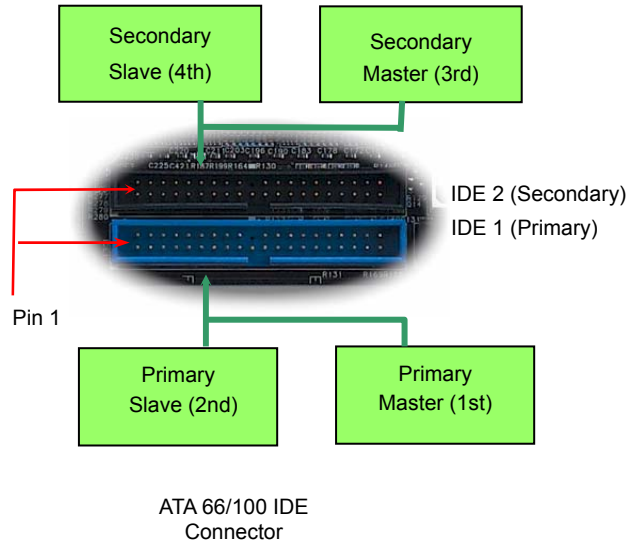 Secondary
Slave (4th)
Secondary
Master (3rd)
IDE 2 (Secondary)
IDE 1 (Primary)
Pin 1
R131
Primary
Slave (2nd)
Primary
Master (1st)
ATA 66/100 IDE
Connector